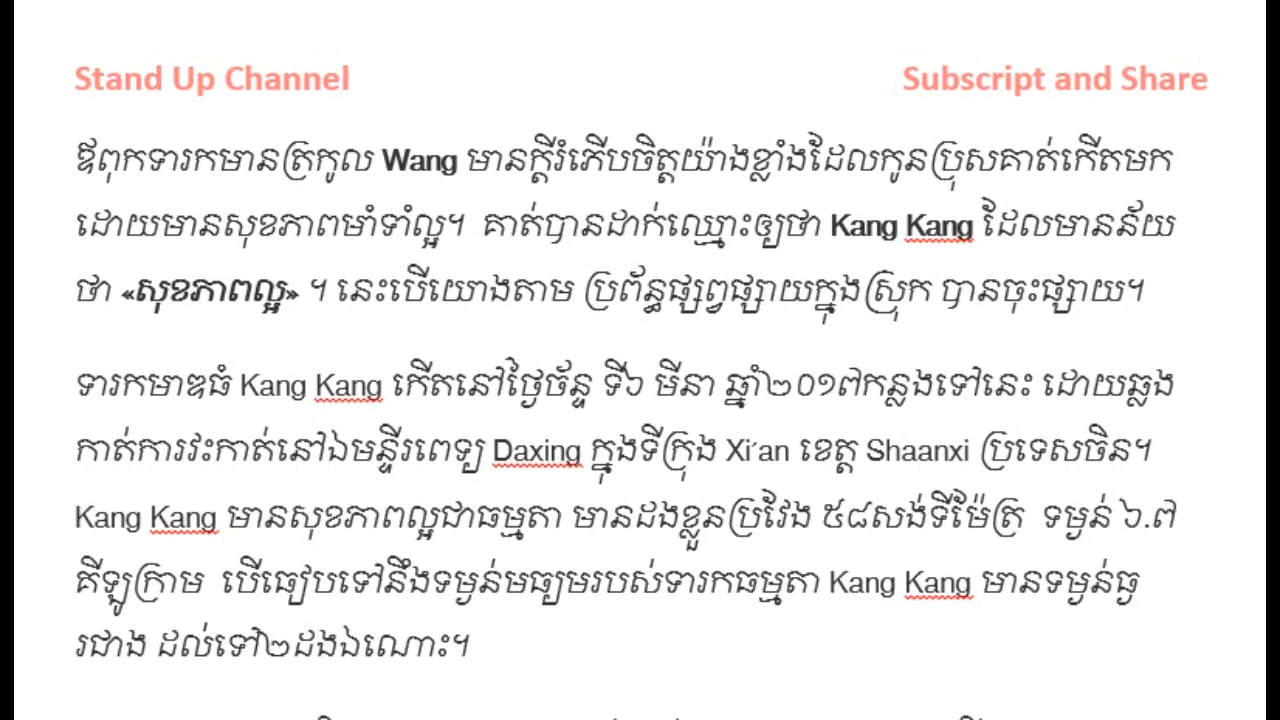 Stand Up Channel
Subscript and Share
ឪពុកទារកមានត្រកូល Wang មានក្ដីរំភើបចិត្តយ៉ាងខ្លាំងដែលកូនប្រុសគាត់កើតមក
ដោយមានសុខភាពមាំទាំល្អ។ គាត់បានដាក់ឈ្មោះឲ្យថា Kang Kang ដែលមានន័យ
ថា «សុខភាពល្អ» ។ នេះបើយោងតាម ប្រព័ន្ធផ្សព្វផ្សាយក្នុងស្រុក បានចុះផ្សាយ។
ទារកមាឌធំ Kang Kang កើតនៅថ្ងៃច័ន្ទ ទី៦ មីនា ឆ្នាំ២០១៧កន្លងទៅនេះ ដោយឆ្លង
កាត់ការវះកាត់នៅឯមន្ទីរពេទ្យ Daxing ក្នុងទីក្រុង Xi´an ខេត្ត Shaanxi ប្រទេសចិន។
Kang Kang មានសុខភាពល្អជាធម្មតា មានដងខ្លួនប្រវែង ៥៨សង់ទីម៉ែត្រ ទម្ងន់ ៦.៧
គីឡូក្រាម បើធៀបទៅនឹងទម្ងន់មធ្យមរបស់ទារកធម្មតា Kang Kang មានទម្ងន់ធ្ង
រជាង ដល់ទៅ២ដងឯណោះ។